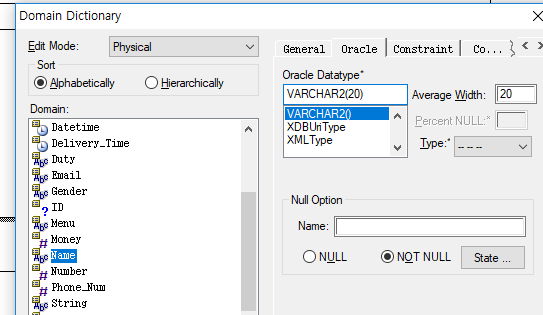 Domain Dictionary
Edit Mode: Physical
Sort
Alphabetically Hierarchically
Domain:
Datetime
Delivery_Time
Duty
Email
Gender
ID
Menu
Money
Name
Number
Phone_Num
String
General Oracle Constraint Co...
Oracle Datatype*
VARCHAR2(20) Average Width: 20
VARCHAR2()
XDBUriType
XMLType
Percent NULL:*
Type:* -- -- --
Null Option
Name:
NULL NOT NULL State ...